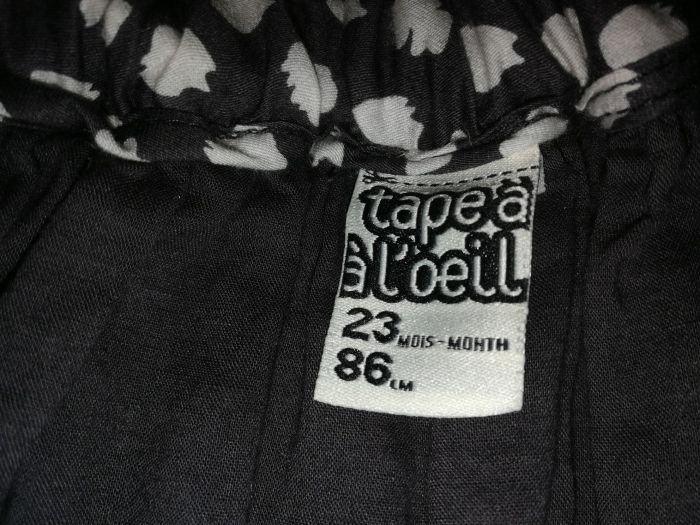 tape à
à l'oeil
23 MOIS-MONTH
86 CM